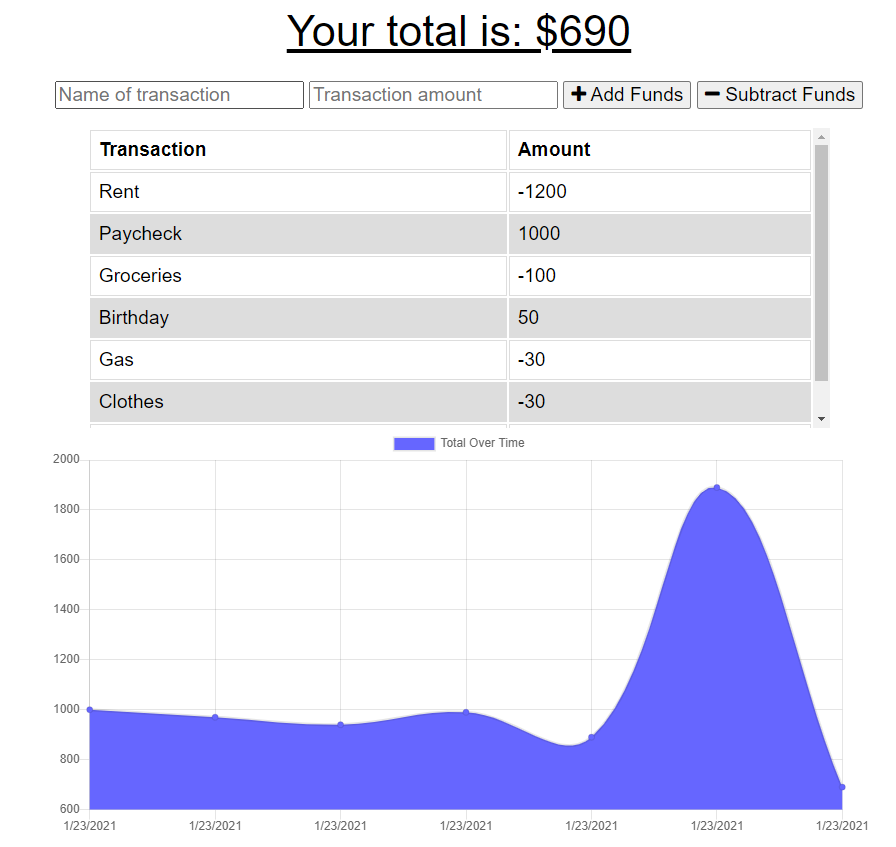 Your total is: $690
Name of transaction Transaction amount Add Funds Subtract Funds
Transaction Amount
Rent -1200
Paycheck 1000
Groceries -100
Birthday 50
Gas -30
Clothes -30
Total Over Time
2000
1800
1600
1400
1200
1000
800
600
1/23/2021 1/23/2021 1/23/2021 1/23/2021 1/23/2021 1/23/2021 1/23/2021